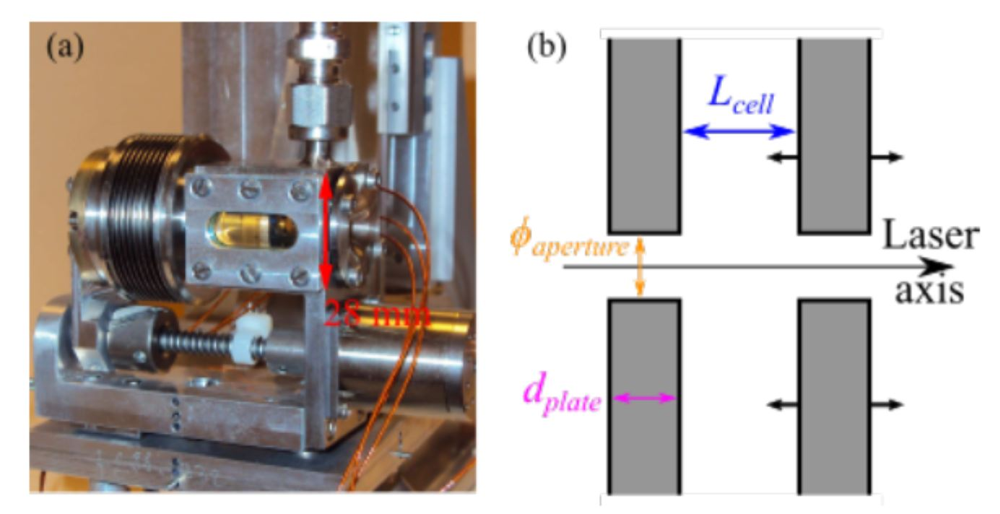 (a)
28 mm
(b)
L_cell
ϕ_aperture
Laser
axis
d_plate